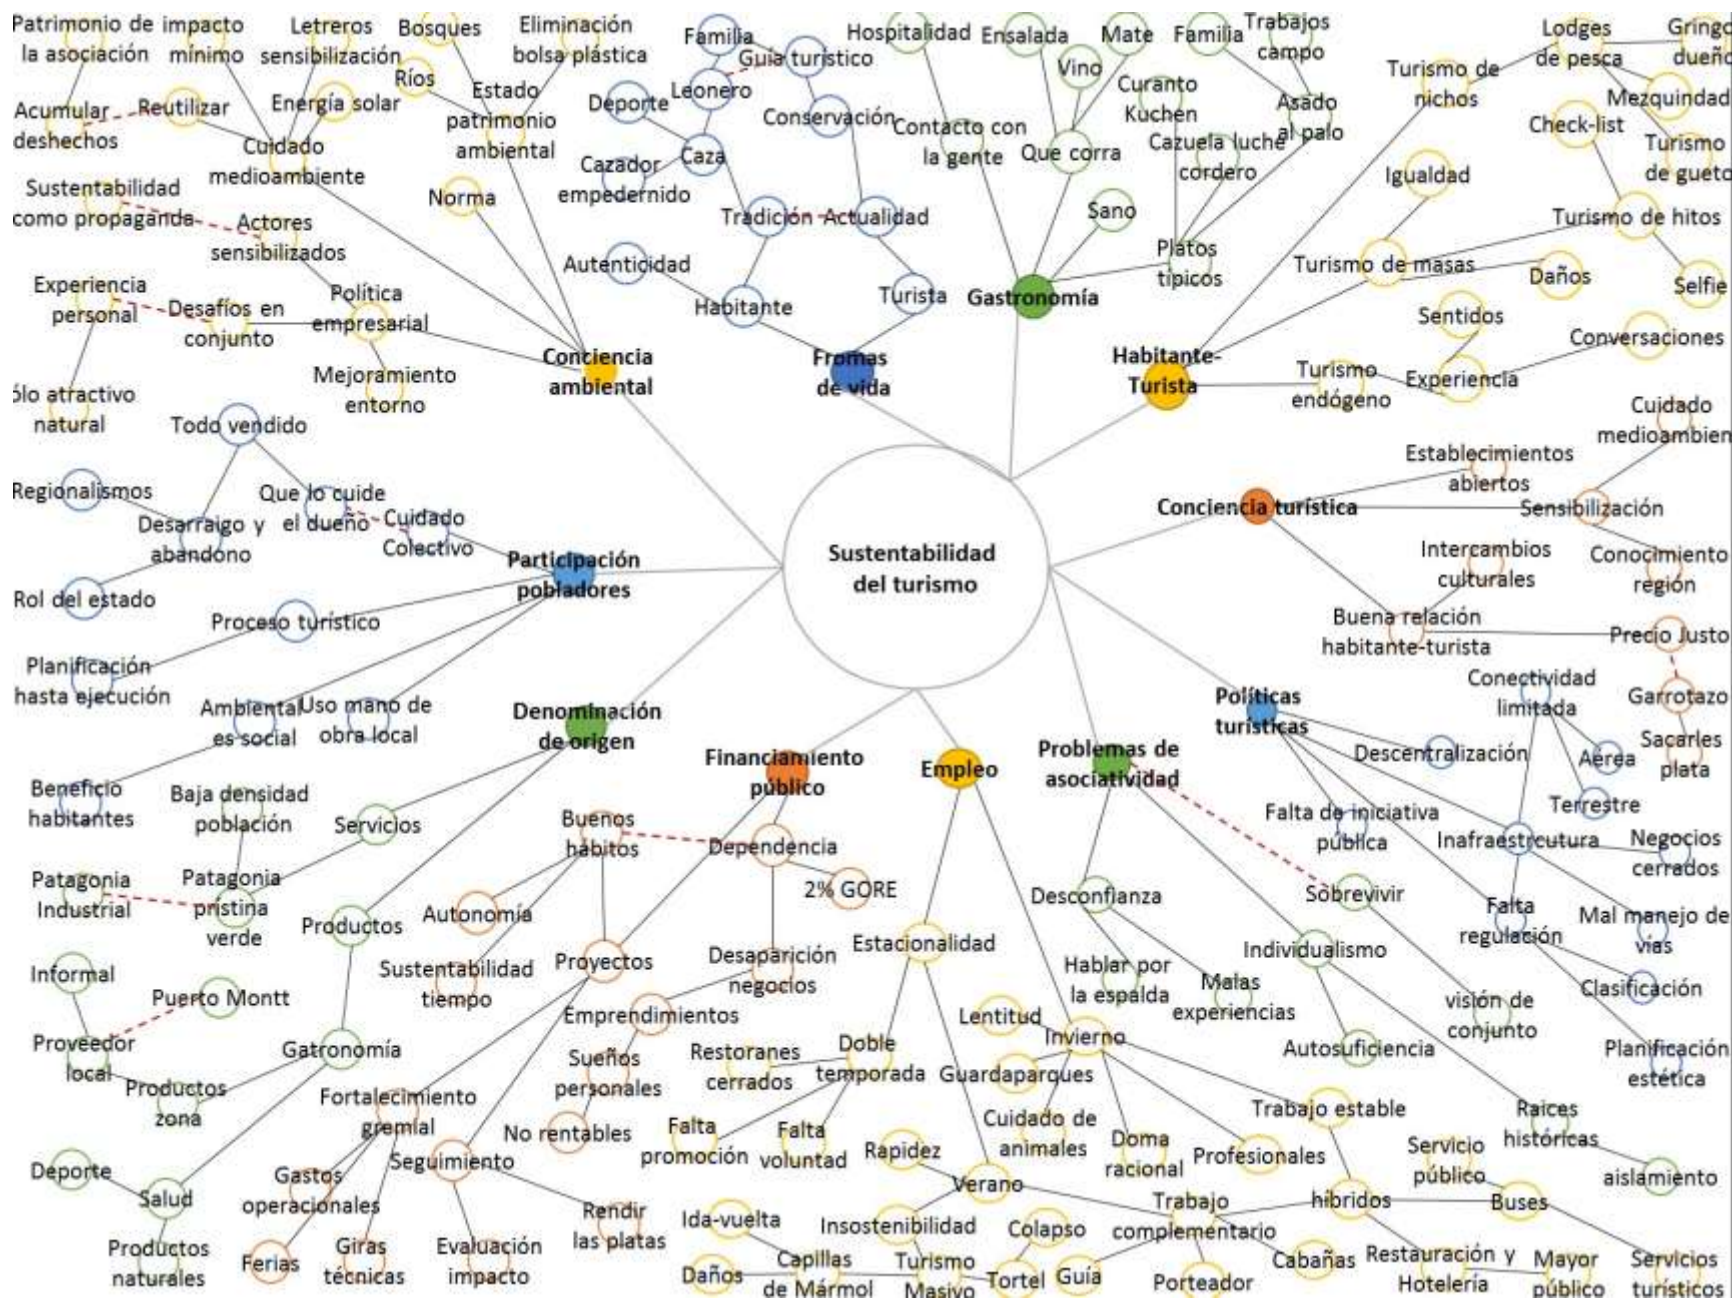 Patrimonio de
la asociación
impacto
mínimo
Letreros
sensibilización
Bosques
Eliminación
bolsa plástica
Acumular
deshechos
Reutilizar
Energía solar
Ríos
Estado
patrimonio
ambiental
Cuidado
medioambiente
Norma
Sustentabilidad
como propaganda
Actores
sensibilizados
Experiencia
personal
Desafíos en
conjunto
Política
empresarial
Mejoramiento
entorno
ólo atractivo
natural
Conciencia
ambiental
Familia
Guía turístico
Leonero
Deporte
Conservación
Caza
Cazador
empedernido
Tradición
Actualidad
Autenticidad
Habitante
Turista
Fromas
de vida
Hospitalidad
Ensalada
Mate
Vino
Familia
Trabajos
campo
Curanto
Kuchen
Asado
al palo
Contacto con
la gente
Que corra
Cazuela luche
cordero
Sano
Platos
típicos
Gastronomía
Turismo de
nichos
Lodges
de pesca
Gringo
dueño
Mezquindad
Turismo
de gueto
Check-list
Igualdad
Turismo de hitos
Turismo de masas
Daños
Selfie
Sentidos
Conversaciones
Habitante-
Turista
Turismo
endógeno
Experiencia
Todo vendido
Regionalismos
Que lo cuide
el dueño
Cuidado
Colectivo
Desarraigo y
abandono
Rol del estado
Participación
pobladores
Proceso turístico
Planificación
hasta ejecución
Ambiental
es social
Uso mano de
obra local
Beneficio
habitantes
Sustentabilidad
del turismo
Cuidado
medioambien
Establecimientos
abiertos
Conciencia turística
Sensibilización
Intercambios
culturales
Conocimiento
región
Buena relación
habitante-turista
Precio Justo
Garrotazo
Sacarles
plata
Políticas
turísticas
Conectividad
limitada
Descentralización
Aérea
Terrestre
Falta de iniciativa
pública
Inafraestrcutura
Negocios
cerrados
Falta
regulación
Mal manejo de
vías
Clasificación
Planificación
estética
Denominación
de origen
Baja densidad
población
Servicios
Patagonia
Industrial
Patagonia
pristina
verde
Productos
Informal
Puerto Montt
Proveedor
local
Gatronomía
Productos
zona
Deporte
Salud
Productos
naturales
Financiamiento
público
Buenos
hábitos
Dependencia
2% GORE
Autonomía
Sustentabilidad
tiempo
Proyectos
Desaparición
negocios
Emprendimientos
Sueños
personales
No rentables
Fortalecimiento
gremial
Seguimiento
Gastos
operacionales
Ferias
Giras
técnicas
Evaluación
impacto
Rendir
las platas
Empleo
Estacionalidad
Doble
temporada
Restoranes
cerrados
Falta
promoción
Falta
voluntad
Lentitud
Invierno
Guardaparques
Cuidado de
animales
Doma
racional
Profesionales
Trabajo estable
Rapidez
Verano
Insostenibilidad
Ida-vuelta
Daños
Capillas
de Mármol
Turismo
Masivo
Colapso
Tortel
Trabajo
complementario
Guía
Porteador
Cabañas
híbridos
Servicio
público
Buses
Restauración y
Hotelería
Mayor
público
Servicios
turísticos
Problemas de
asociatividad
Desconfianza
Hablar por
la espalda
Malas
experiencias
Sobrevivir
Individualismo
visión de
conjunto
Autosuficiencia
Raíces
históricas
aislamiento